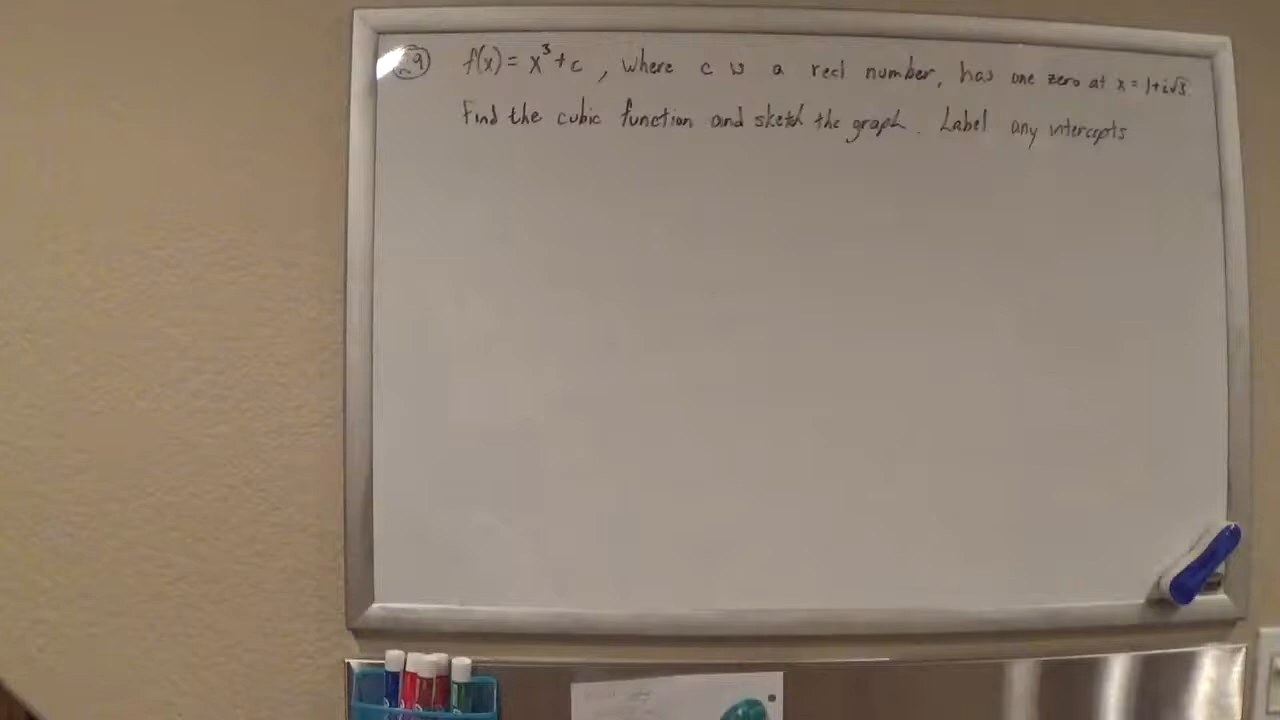 9 f(x) = x³ + c , where c is a real number, has one zero at x = 1+i√3
Find the cubic function and sketch the graph. Label any intercepts